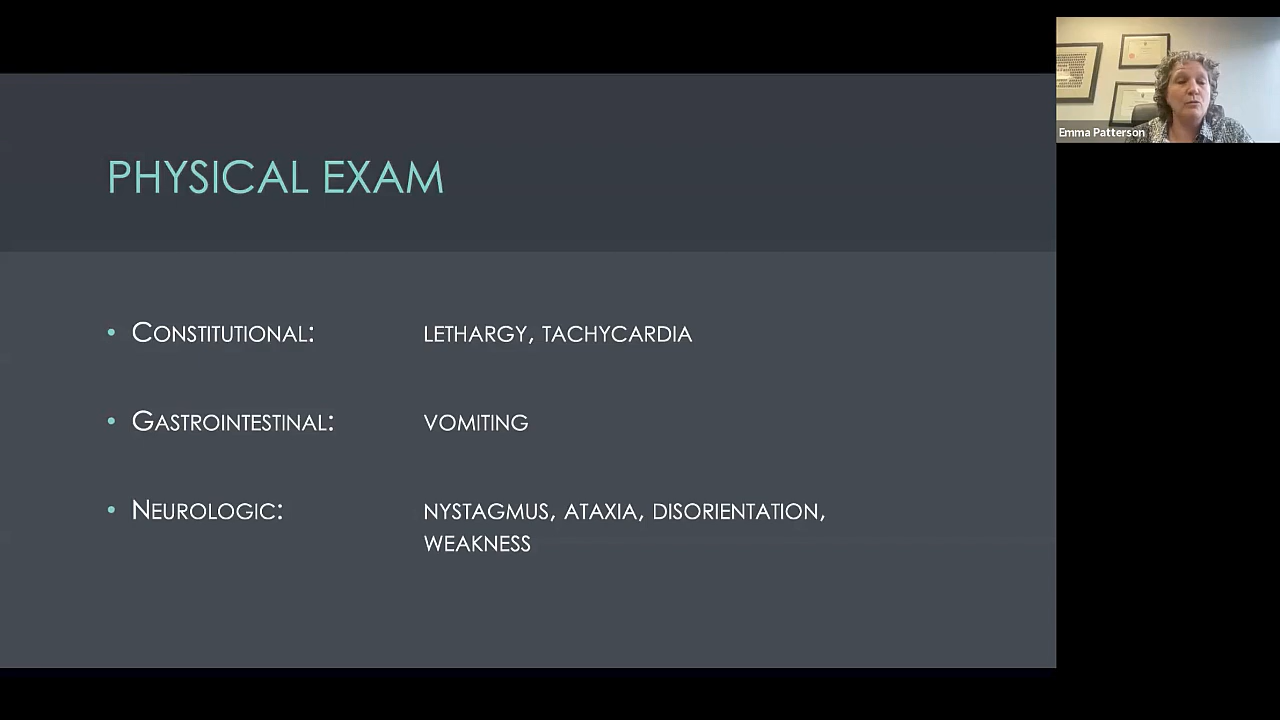 PHYSICAL EXAM
• CONSTITUTIONAL: LETHARGY, TACHYCARDIA
• GASTROINTESTINAL: VOMITING
• NEUROLOGIC: NYSTAGMUS, ATAXIA, DISORIENTATION,
WEAKNESS
Emma Patterson